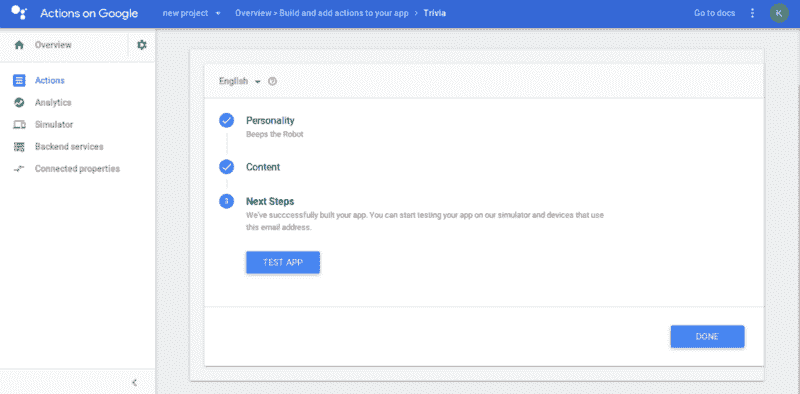 Actions on Google
new project
Overview > Build and add actions to your app > Trivia
Go to docs
K
Overview
Actions
Analytics
Simulator
Backend services
Connected properties
English
Personality
Beeps the Robot
Content
3
Next Steps
We've succcessfully built your app. You can start testing your app on our simulator and devices that use
this email address.
TEST APP
DONE